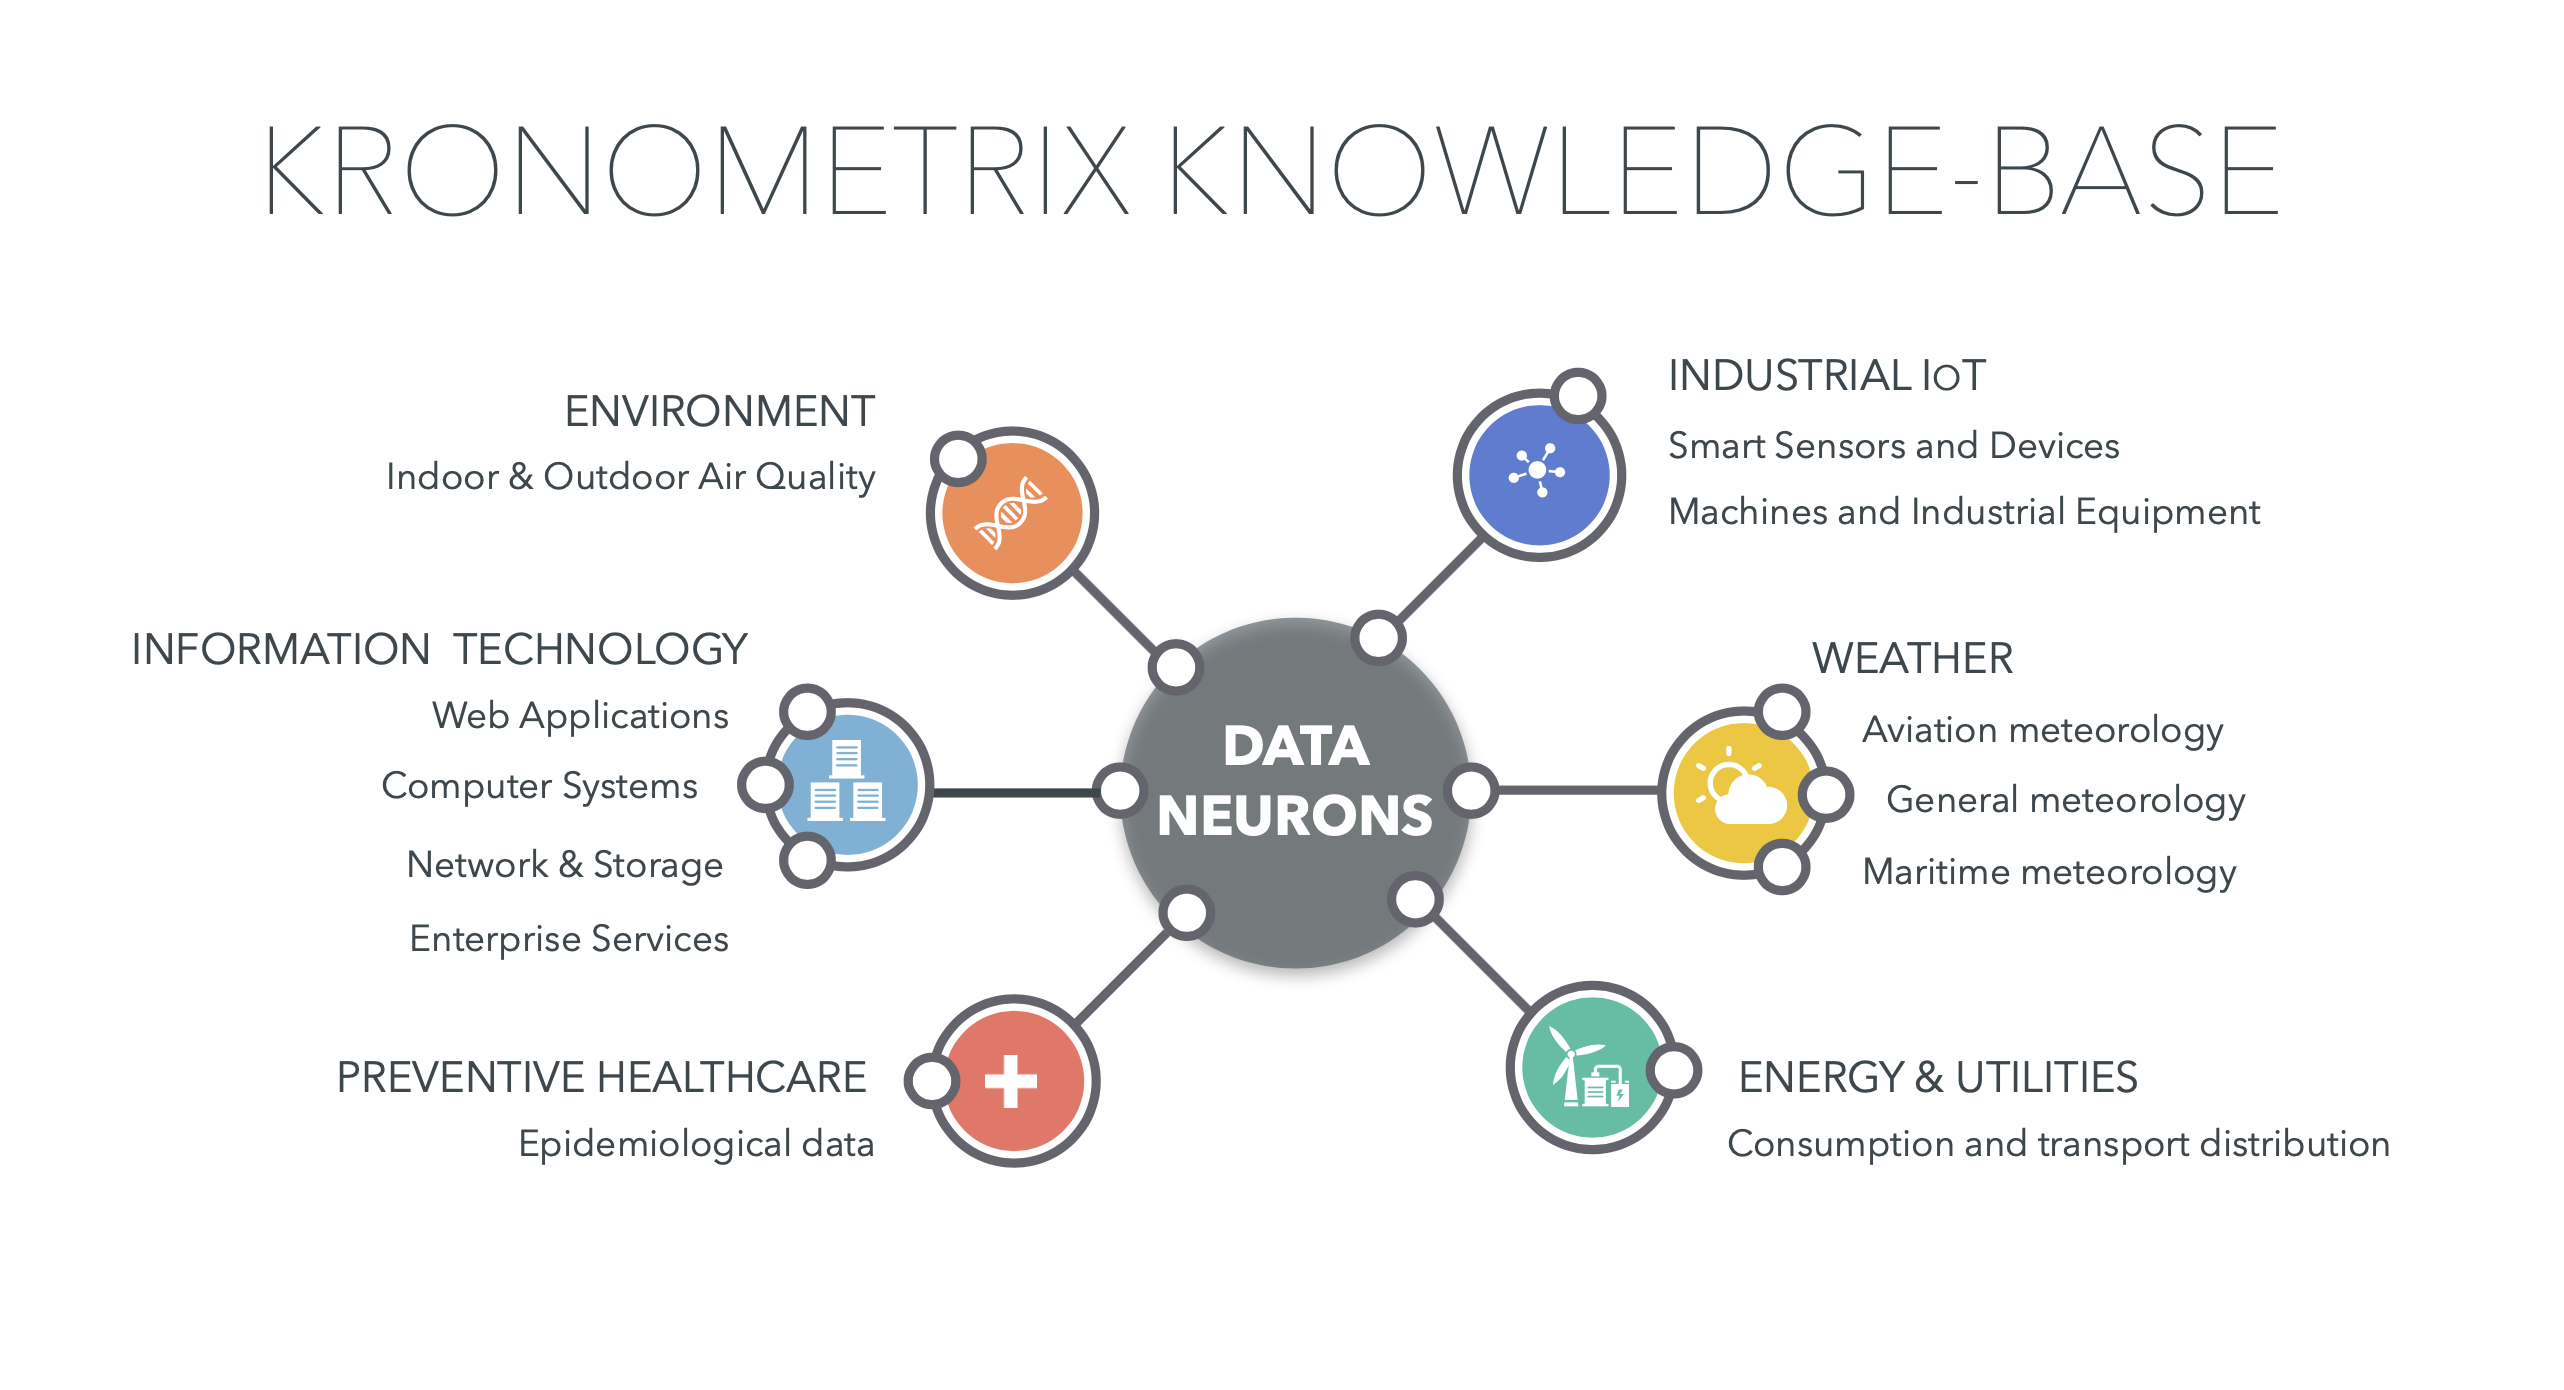 KRONOMETRIX KNOWLEDGE-BASE
ENVIRONMENT
Indoor & Outdoor Air Quality
INFORMATION TECHNOLOGY
Web Applications
Computer Systems
Network & Storage
Enterprise Services
PREVENTIVE HEALTHCARE
Epidemiological data
DATA
NEURONS
INDUSTRIAL IoT
Smart Sensors and Devices
Machines and Industrial Equipment
WEATHER
Aviation meteorology
General meteorology
Maritime meteorology
ENERGY & UTILITIES
Consumption and transport distribution